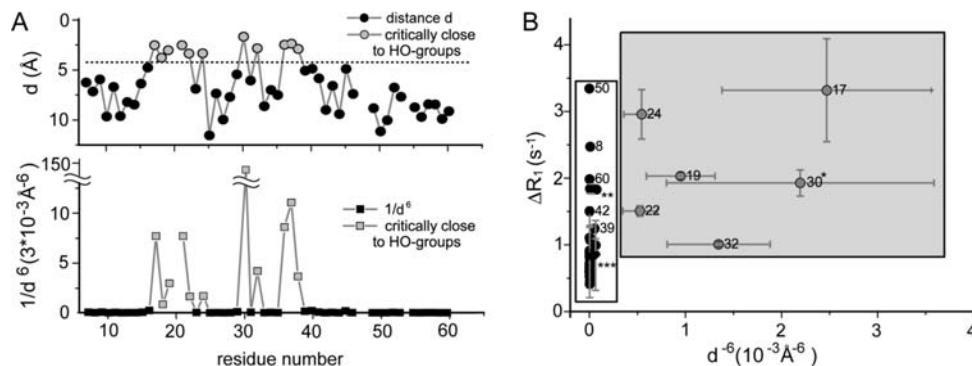 A
distance d
critically close
to HO-groups
0
5
10
d (Å)
150
10
5
0
1/d⁶(3*10⁻³Å⁻⁶)
1/d⁶
critically close
to HO-groups
10 20 30 40 50 60
residue number
B
4
3
2
1
0
ΔR₁ (s⁻¹)
50
17
24
8
60
19
30*
**
42
22
39
32
***
0 1 2 3 4
d⁻⁶(10⁻³Å⁻⁶)